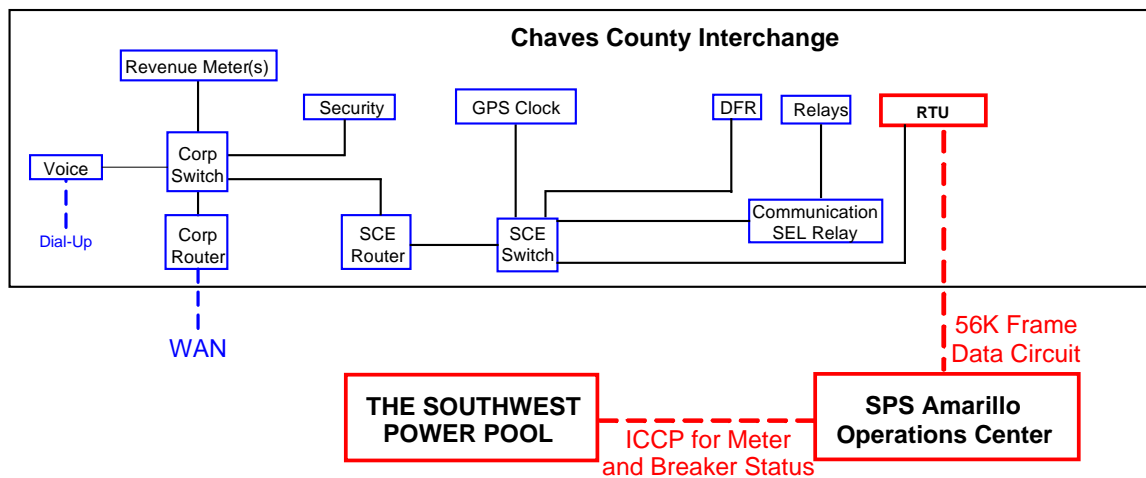 Chaves County Interchange
Revenue Meter(s)
Security
GPS Clock
DFR
Relays
RTU
Voice
Corp
Switch
Dial-Up
Corp
Router
SCE
Router
SCE
Switch
Communication
SEL Relay
WAN
56K Frame
Data Circuit
THE SOUTHWEST
POWER POOL
ICCP for Meter
and Breaker Status
SPS Amarillo
Operations Center